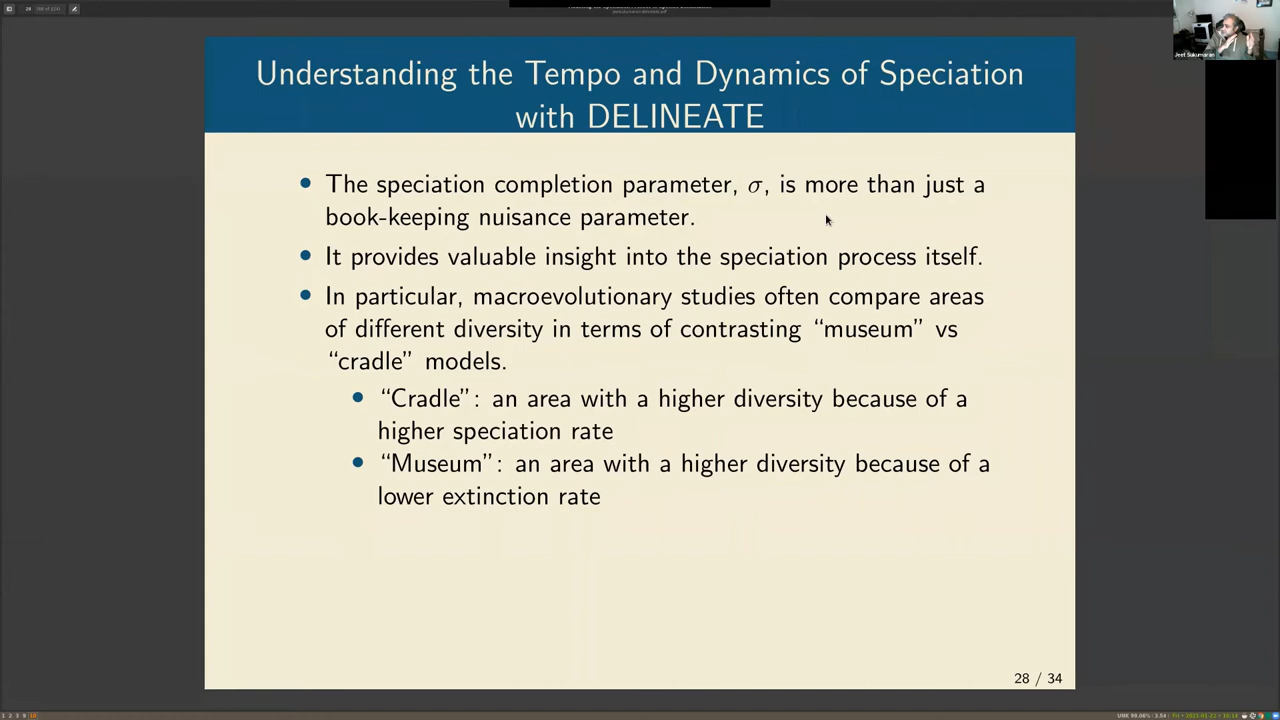 Understanding the Tempo and Dynamics of Speciation
with DELINEATE
• The speciation completion parameter, σ, is more than just a
book-keeping nuisance parameter.
• It provides valuable insight into the speciation process itself.
• In particular, macroevolutionary studies often compare areas
of different diversity in terms of contrasting “museum” vs
“cradle” models.
• “Cradle”: an area with a higher diversity because of a
higher speciation rate
• “Museum”: an area with a higher diversity because of a
lower extinction rate
28 / 34
Jeet Sukumaran